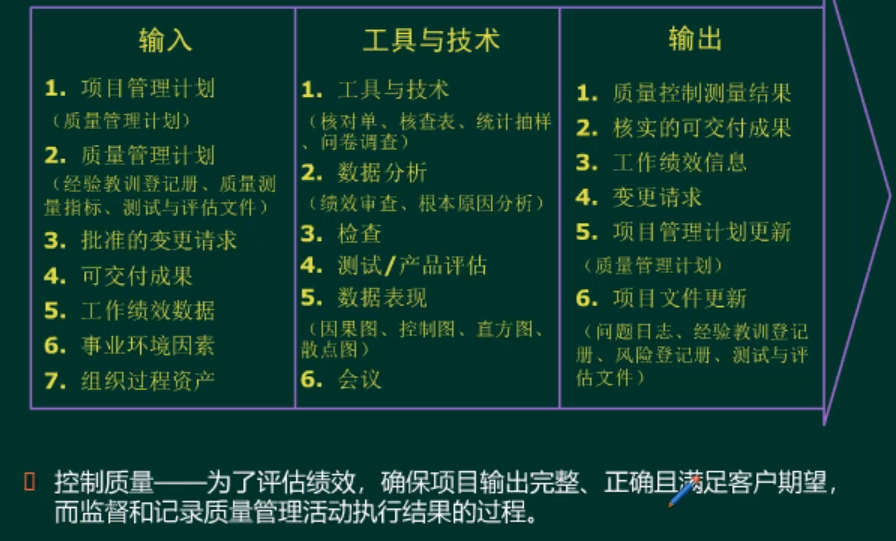 输入
1. 项目管理计划
（质量管理计划）
2. 质量管理计划
（经验教训登记册、质量测
量指标、测试与评估文件）
3. 批准的变更请求
4. 可交付成果
5. 工作绩效数据
6. 事业环境因素
7. 组织过程资产
工具与技术
1. 工具与技术
（核对单、核查表、统计抽样
、问卷调查）
2. 数据分析
（绩效审查、根本原因分析）
3. 检查
4. 测试/产品评估
5. 数据表现
（因果图、控制图、直方图、
散点图）
6. 会议
输出
1. 质量控制测量结果
2. 核实的可交付成果
3. 工作绩效信息
4. 变更请求
5. 项目管理计划更新
（质量管理计划）
6. 项目文件更新
（问题日志、经验教训登记
册、风险登记册、测试与评
估文件）
控制质量——为了评估绩效，确保项目输出完整、正确且满足客户期望，
而监督和记录质量管理活动执行结果的过程。